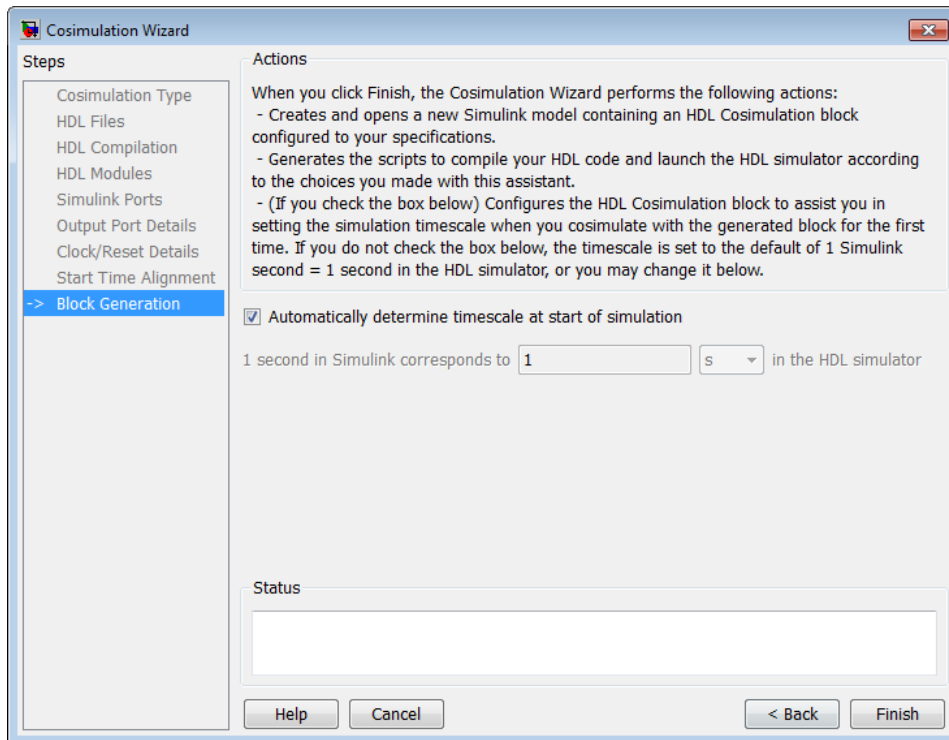 Cosimulation Wizard
Steps
Cosimulation Type
HDL Files
HDL Compilation
HDL Modules
Simulink Ports
Output Port Details
Clock/Reset Details
Start Time Alignment
-> Block Generation
Actions
When you click Finish, the Cosimulation Wizard performs the following actions:
- Creates and opens a new Simulink model containing an HDL Cosimulation block
configured to your specifications.
- Generates the scripts to compile your HDL code and launch the HDL simulator according
to the choices you made with this assistant.
- (If you check the box below) Configures the HDL Cosimulation block to assist you in
setting the simulation timescale when you cosimulate with the generated block for the first
time. If you do not check the box below, the timescale is set to the default of 1 Simulink
second = 1 second in the HDL simulator, or you may change it below.
Automatically determine timescale at start of simulation
1 second in Simulink corresponds to 1 s in the HDL simulator
Status
Help Cancel < Back Finish